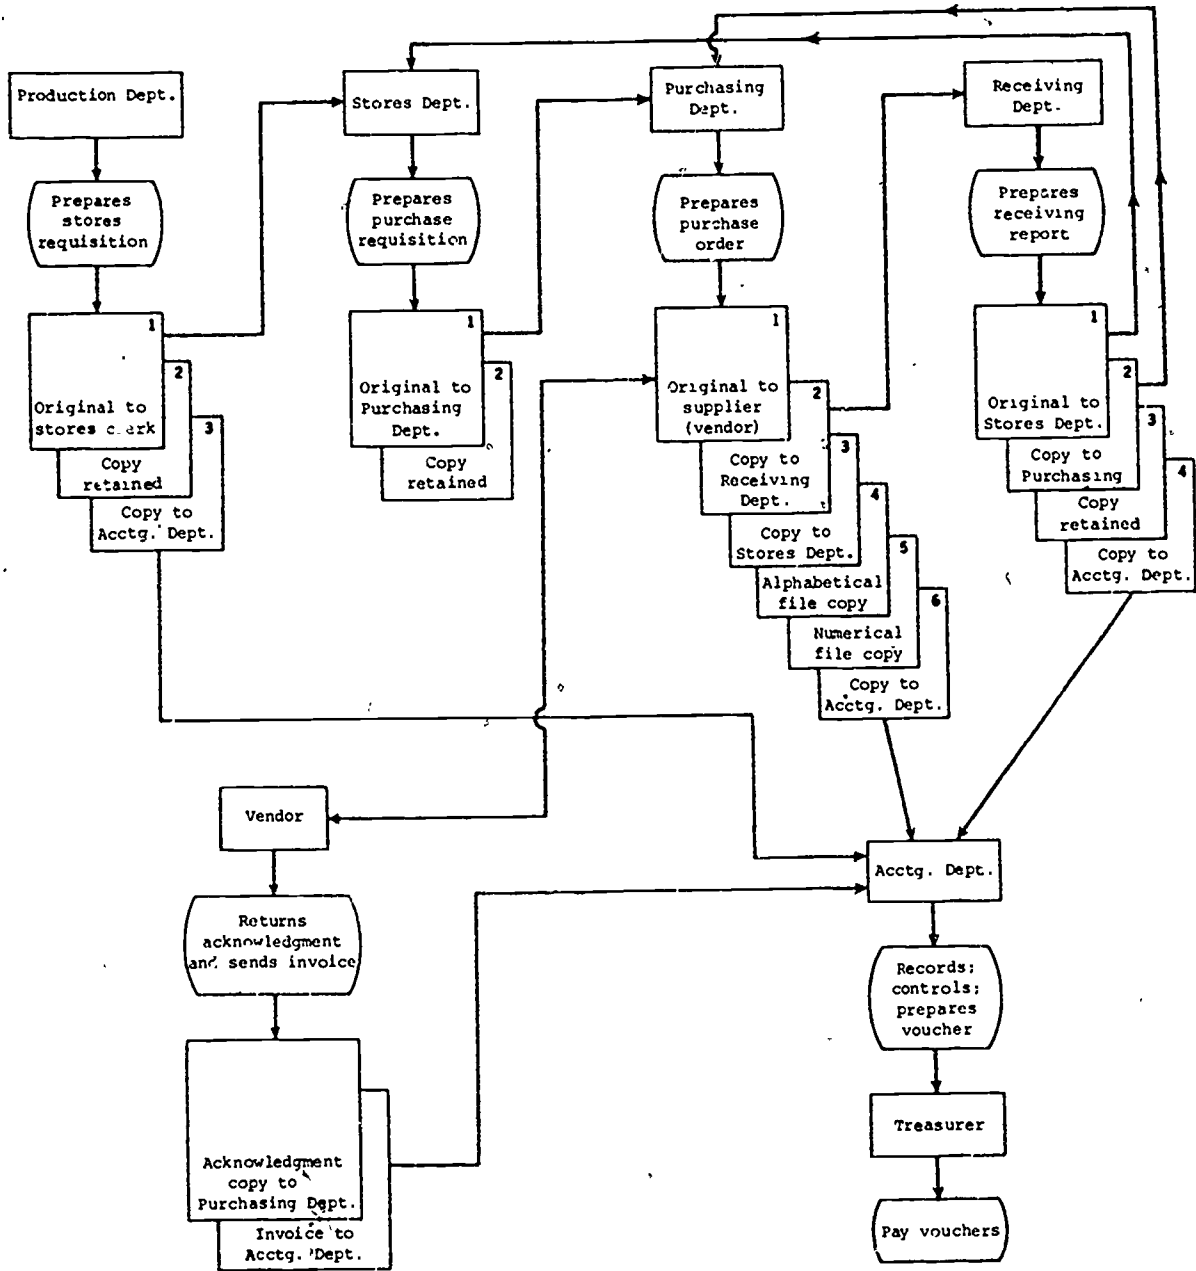 Production Dept.
Stores Dept.
Purchasing
Dept.
Receiving
Dept.
Prepares
stores
requisition
Prepares
purchase
requisition
Prepares
purchase
order
Prepares
receiving
report
1
Original to
stores clerk
2
Copy
retained
3
Copy to
Acctg. Dept.
1
Original to
Purchasing
Dept.
2
Copy
retained
1
Original to
supplier
(vendor)
2
Copy to
Receiving
Dept.
3
Copy to
Stores Dept.
4
Alphabetical
file copy
5
Numerical
file copy
6
Copy to
Acctg. Dept.
1
Original to
Stores Dept.
2
Copy to
Purchasing
3
Copy
retained
4
Copy to
Acctg. Dept.
Vendor
Returns
acknowledgment
and sends invoice
Acknowledgment
copy to
Purchasing Dept.
Invoice to
Acctg. Dept.
Acctg. Dept.
Records;
controls;
prepares
voucher
Treasurer
Pay vouchers